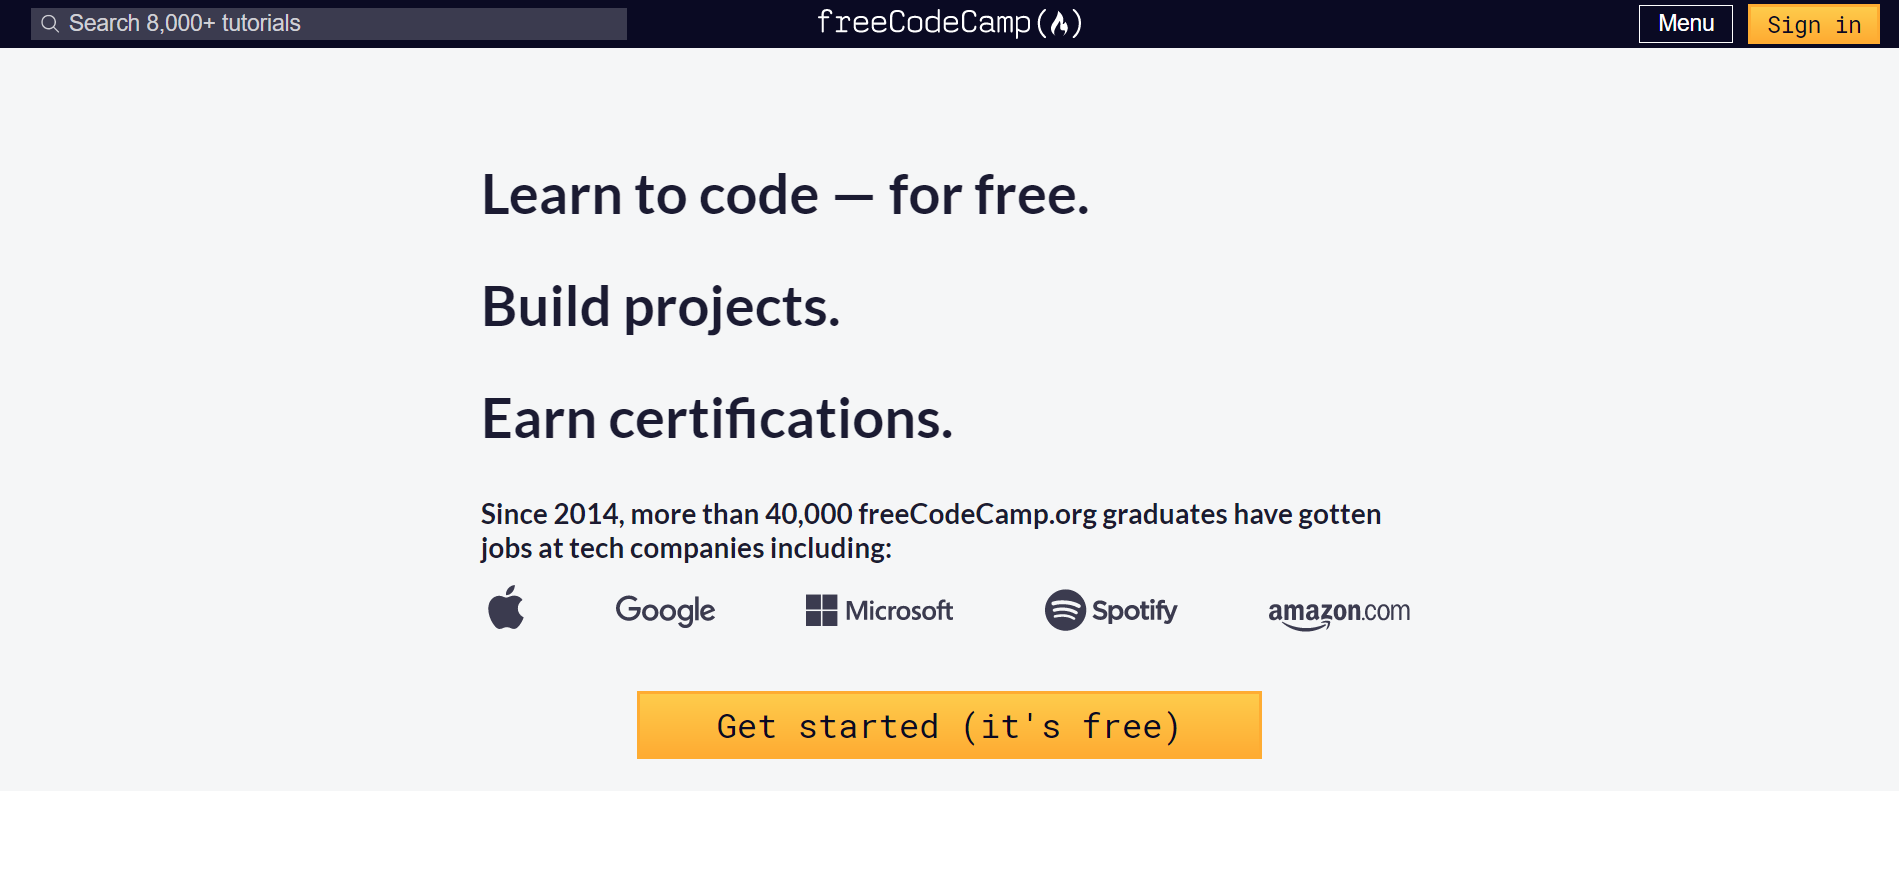 Search 8,000+ tutorials
freeCodeCamp(🔥)
Menu
Sign in
Learn to code — for free.
Build projects.
Earn certifications.
Since 2014, more than 40,000 freeCodeCamp.org graduates have gotten
jobs at tech companies including:
Google
Microsoft
Spotify
amazon.com
Get started (it's free)